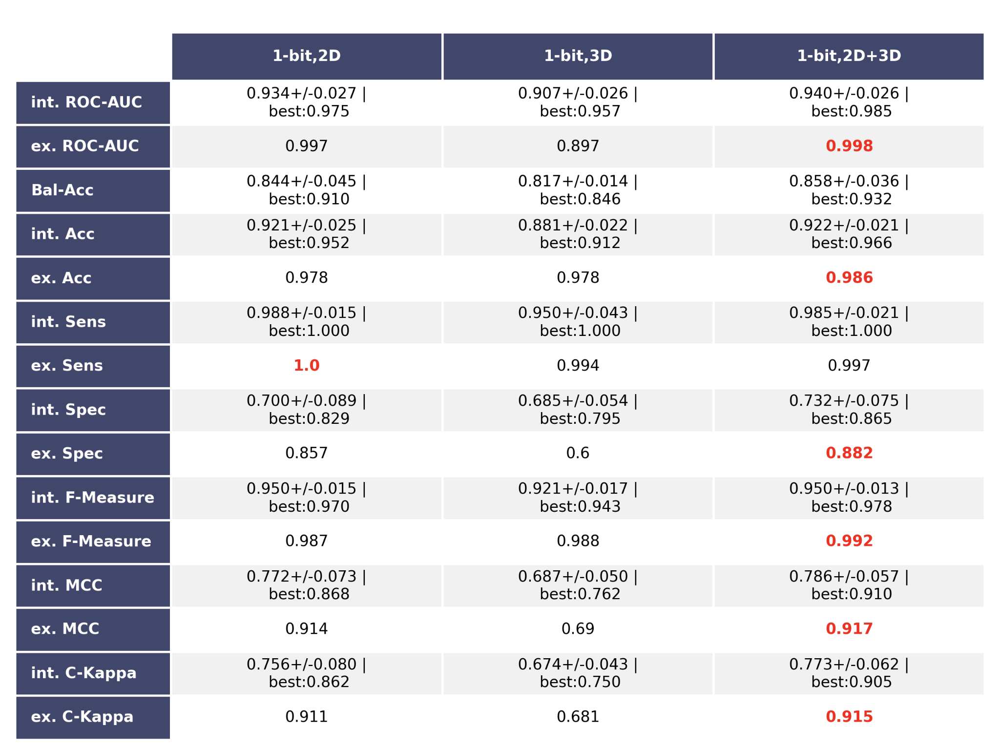 1-bit,2D 1-bit,3D 1-bit,2D+3D
int. ROC-AUC 0.934+/-0.027 | 0.907+/-0.026 | 0.940+/-0.026 |
best:0.975 best:0.957 best:0.985
ex. ROC-AUC 0.997 0.897 0.998
Bal-Acc 0.844+/-0.045 | 0.817+/-0.014 | 0.858+/-0.036 |
best:0.910 best:0.846 best:0.932
int. Acc 0.921+/-0.025 | 0.881+/-0.022 | 0.922+/-0.021 |
best:0.952 best:0.912 best:0.966
ex. Acc 0.978 0.978 0.986
int. Sens 0.988+/-0.015 | 0.950+/-0.043 | 0.985+/-0.021 |
best:1.000 best:1.000 best:1.000
ex. Sens 1.0 0.994 0.997
int. Spec 0.700+/-0.089 | 0.685+/-0.054 | 0.732+/-0.075 |
best:0.829 best:0.795 best:0.865
ex. Spec 0.857 0.6 0.882
int. F-Measure 0.950+/-0.015 | 0.921+/-0.017 | 0.950+/-0.013 |
best:0.970 best:0.943 best:0.978
ex. F-Measure 0.987 0.988 0.992
int. MCC 0.772+/-0.073 | 0.687+/-0.050 | 0.786+/-0.057 |
best:0.868 best:0.762 best:0.910
ex. MCC 0.914 0.69 0.917
int. C-Kappa 0.756+/-0.080 | 0.674+/-0.043 | 0.773+/-0.062 |
best:0.862 best:0.750 best:0.905
ex. C-Kappa 0.911 0.681 0.915